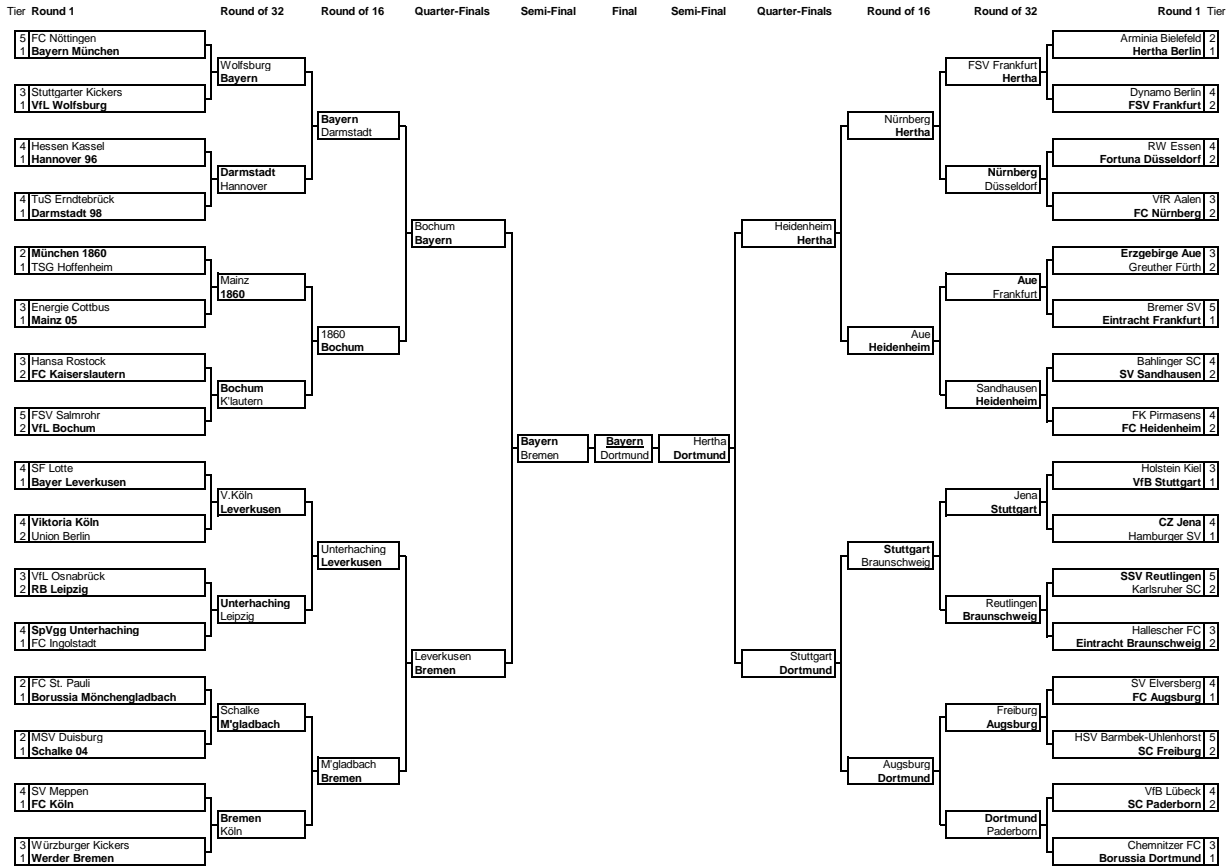 Tier Round 1 Round of 32 Round of 16 Quarter-Finals Semi-Final Final Semi-Final Quarter-Finals Round of 16 Round of 32 Round 1 Tier
5 FC Nöttingen
1 Bayern München
Wolfsburg
Bayern
3 Stuttgarter Kickers
1 VfL Wolfsburg
Bayern
Darmstadt
4 Hessen Kassel
1 Hannover 96
Darmstadt
Hannover
4 TuS Erndtebrück
1 Darmstadt 98
Bochum
Bayern
2 München 1860
1 TSG Hoffenheim
Mainz
1860
3 Energie Cottbus
1 Mainz 05
1860
Bochum
3 Hansa Rostock
2 FC Kaiserslautern
Bochum
K'lautern
5 FSV Salmrohr
2 VfL Bochum
Bayern
Bremen
4 SF Lotte
1 Bayer Leverkusen
V.Köln
Leverkusen
4 Viktoria Köln
2 Union Berlin
Unterhaching
Leverkusen
3 VfL Osnabrück
2 RB Leipzig
Unterhaching
Leipzig
4 SpVgg Unterhaching
1 FC Ingolstadt
Leverkusen
Bremen
2 FC St. Pauli
1 Borussia Mönchengladbach
Schalke
M'gladbach
2 MSV Duisburg
1 Schalke 04
M'gladbach
Bremen
4 SV Meppen
1 FC Köln
Bremen
Köln
3 Würzburger Kickers
1 Werder Bremen
Bayern
Dortmund
Hertha
Dortmund
Arminia Bielefeld 2
Hertha Berlin 1
FSV Frankfurt
Hertha
Dynamo Berlin 4
FSV Frankfurt 2
Nürnberg
Hertha
RW Essen 4
Fortuna Düsseldorf 2
Nürnberg
Düsseldorf
VfR Aalen 3
FC Nürnberg 2
Heidenheim
Hertha
Erzgebirge Aue 3
Greuther Fürth 2
Aue
Frankfurt
Bremer SV 5
Eintracht Frankfurt 1
Aue
Heidenheim
Bahlinger SC 4
SV Sandhausen 2
Sandhausen
Heidenheim
FK Pirmasens 4
FC Heidenheim 2
Holstein Kiel 3
VfB Stuttgart 1
Jena
Stuttgart
CZ Jena 4
Hamburger SV 1
Stuttgart
Braunschweig
SSV Reutlingen 5
Karlsruher SC 2
Reutlingen
Braunschweig
Hallescher FC 3
Eintracht Braunschweig 2
Stuttgart
Dortmund
SV Elversberg 4
FC Augsburg 1
Freiburg
Augsburg
HSV Barmbek-Uhlenhorst 5
SC Freiburg 2
Augsburg
Dortmund
VfB Lübeck 4
SC Paderborn 2
Dortmund
Paderborn
Chemnitzer FC 3
Borussia Dortmund 1